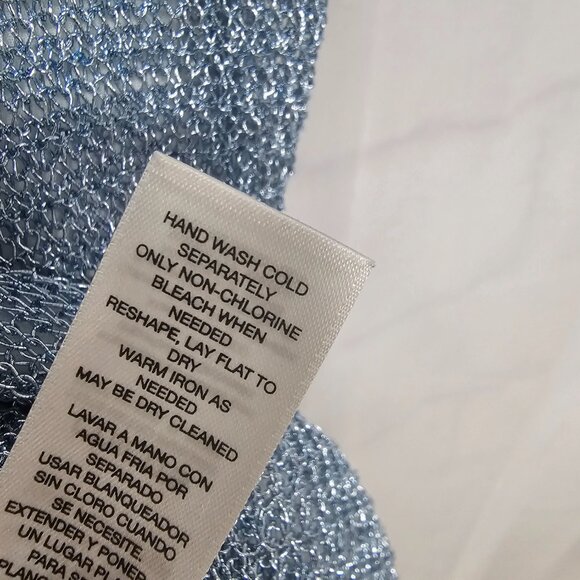 HAND WASH COLD
SEPARATELY
ONLY NON-CHLORINE
BLEACH WHEN
NEEDED
RESHAPE, LAY FLAT TO
DRY
WARM IRON AS
NEEDED
MAY BE DRY CLEANED
LAVAR A MANO CON
AGUA FRIA POR
SEPARADO
USAR BLANQUEADOR
SIN CLORO CUANDO
SE NECESITE
EXTENDER Y PONER
UN LUGAR
PARA